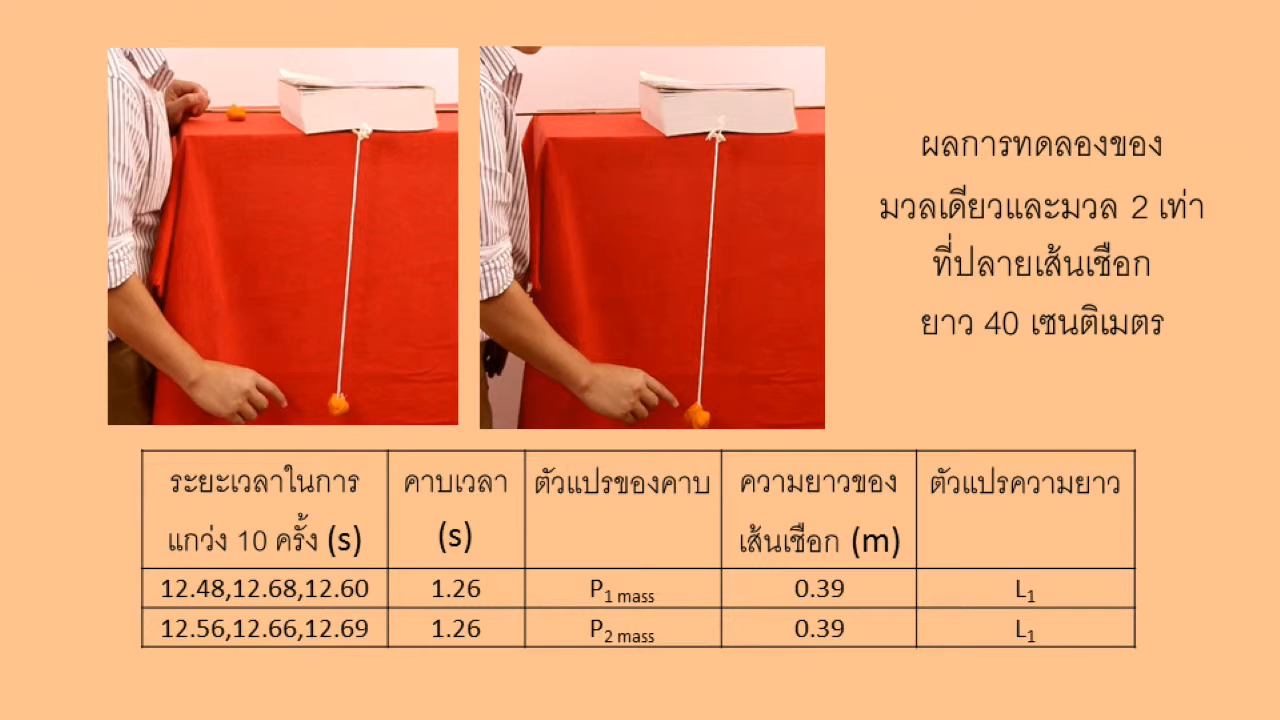 ผลการทดลองของ
มวลเดียวและมวล 2 เท่า
ที่ปลายเส้นเชือก
ยาว 40 เซนติเมตร
ระยะเวลาในการ แกว่ง 10 ครั้ง (s) คาบเวลา (s) ตัวแปรของคาบ ความยาวของ เส้นเชือก (m) ตัวแปรความยาว
12.48,12.68,12.60 1.26 P1 mass 0.39 L1
12.56,12.66,12.69 1.26 P2 mass 0.39 L1